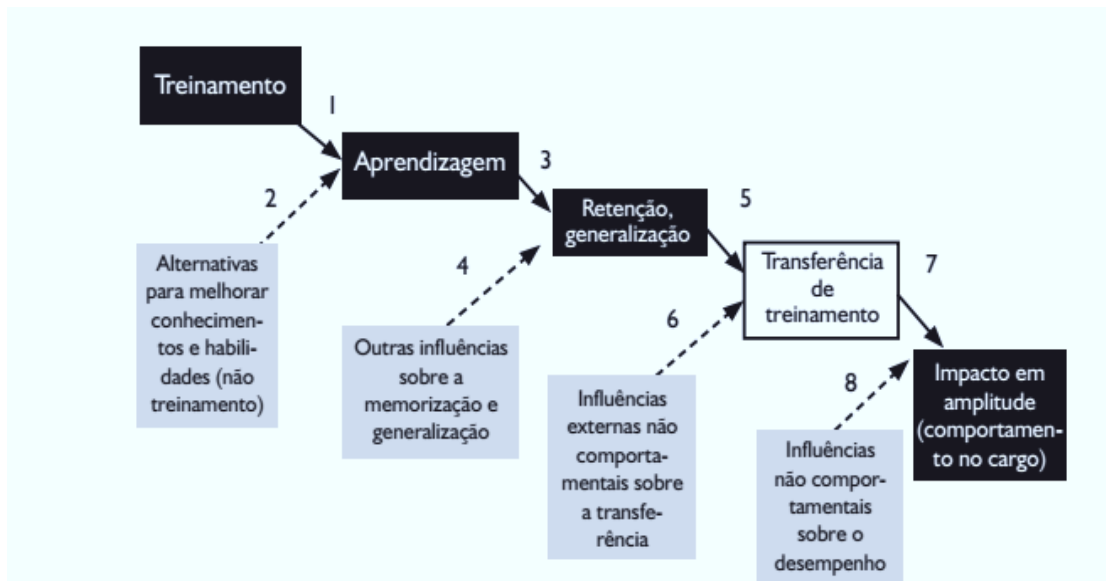 Treinamento
1
Aprendizagem
3
2
Retenção,
generalização
5
Alternativas
para melhorar
conhecimen-
tos e habili-
dades (não
treinamento)
4
Transferência
de
treinamento
7
6
Outras influências
sobre a
memorização e
generalização
8
Impacto em
amplitude
(comportamen-
to no cargo)
Influências
externas não
comporta-
mentais sobre
a transfe-
rência
Influências
não compor-
tamentais
sobre o
desempenho